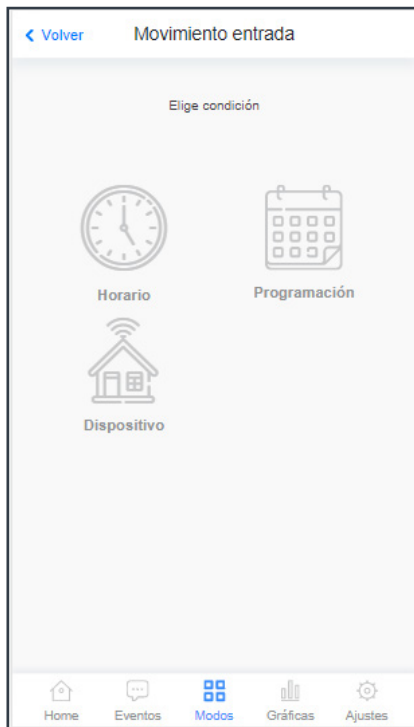 Volver
Movimiento entrada
Elige condición
Horario
Programación
Dispositivo
Home
Eventos
Modos
Gráficas
Ajustes